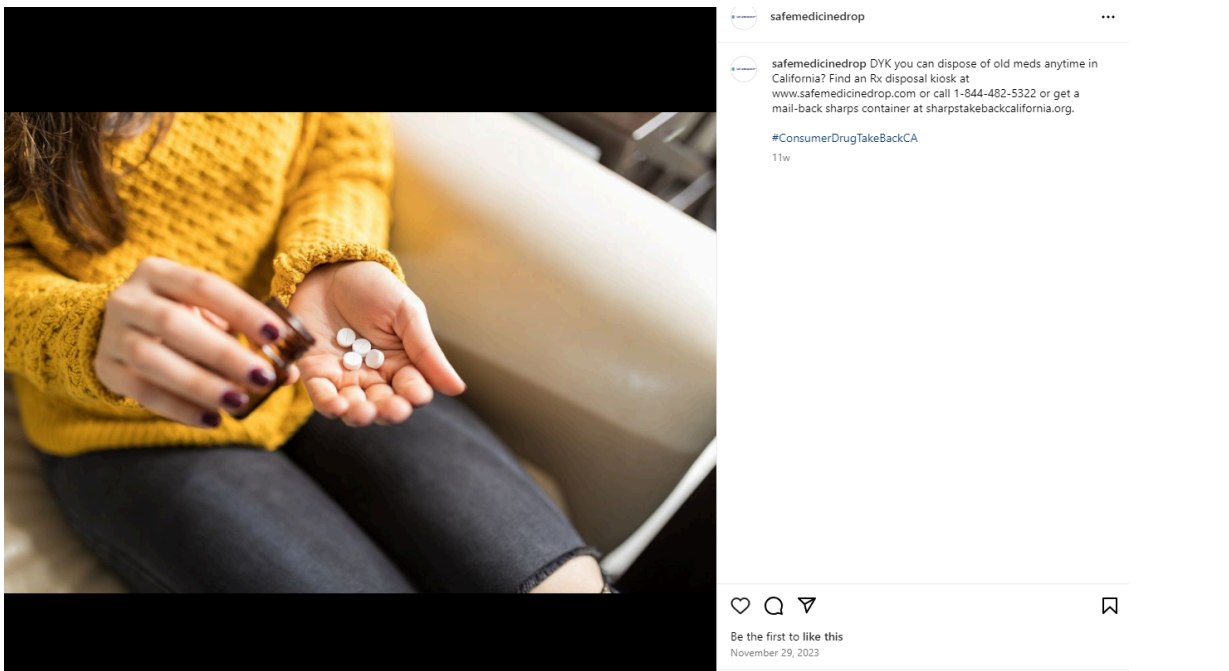 safemedicinedrop
safemedicinedrop DYK you can dispose of old meds anytime in
California? Find an Rx disposal kiosk at
www.safemedicinedrop.com or call 1-844-482-5322 or get a
mail-back sharps container at sharpstakebackcalifornia.org.
#ConsumerDrugTakeBackCA
11w
Be the first to like this
November 29, 2023